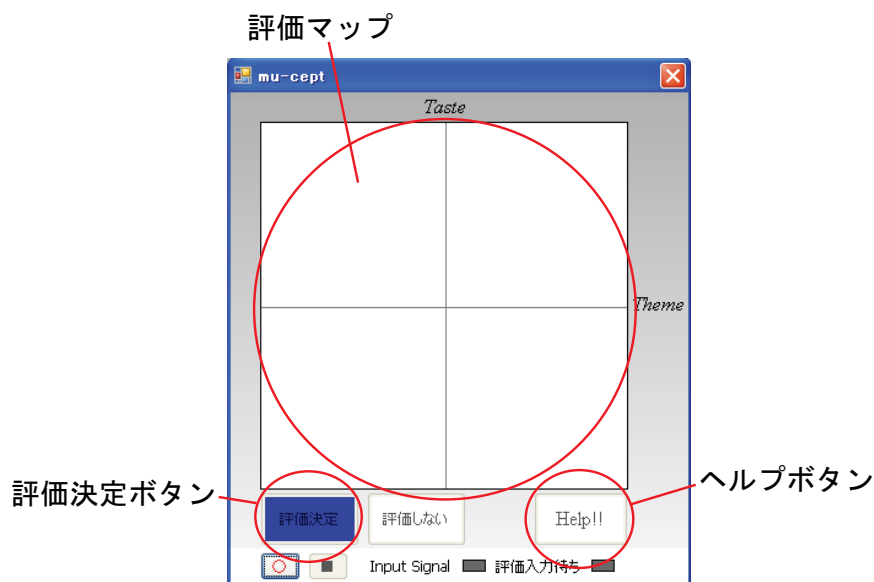 評価マップ
mu-cept
Taste
Theme
評価決定ボタン
ヘルプボタン
評価決定
評価しない
Help!!
Input Signal
評価入力待ち